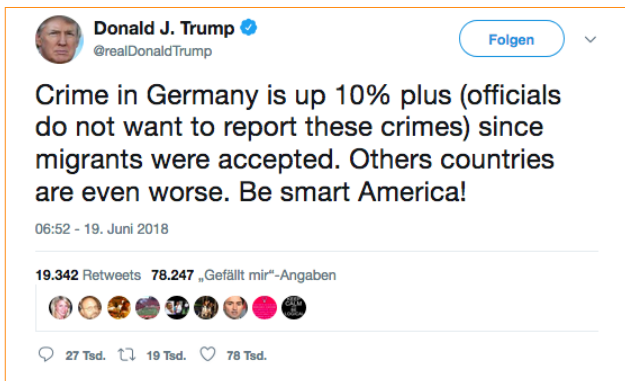 Donald J. Trump
@realDonaldTrump
Folgen
Crime in Germany is up 10% plus (officials
do not want to report these crimes) since
migrants were accepted. Others countries
are even worse. Be smart America!
06:52 - 19. Juni 2018
19.342 Retweets 78.247 „Gefällt mir“-Angaben
27 Tsd. 19 Tsd. 78 Tsd.